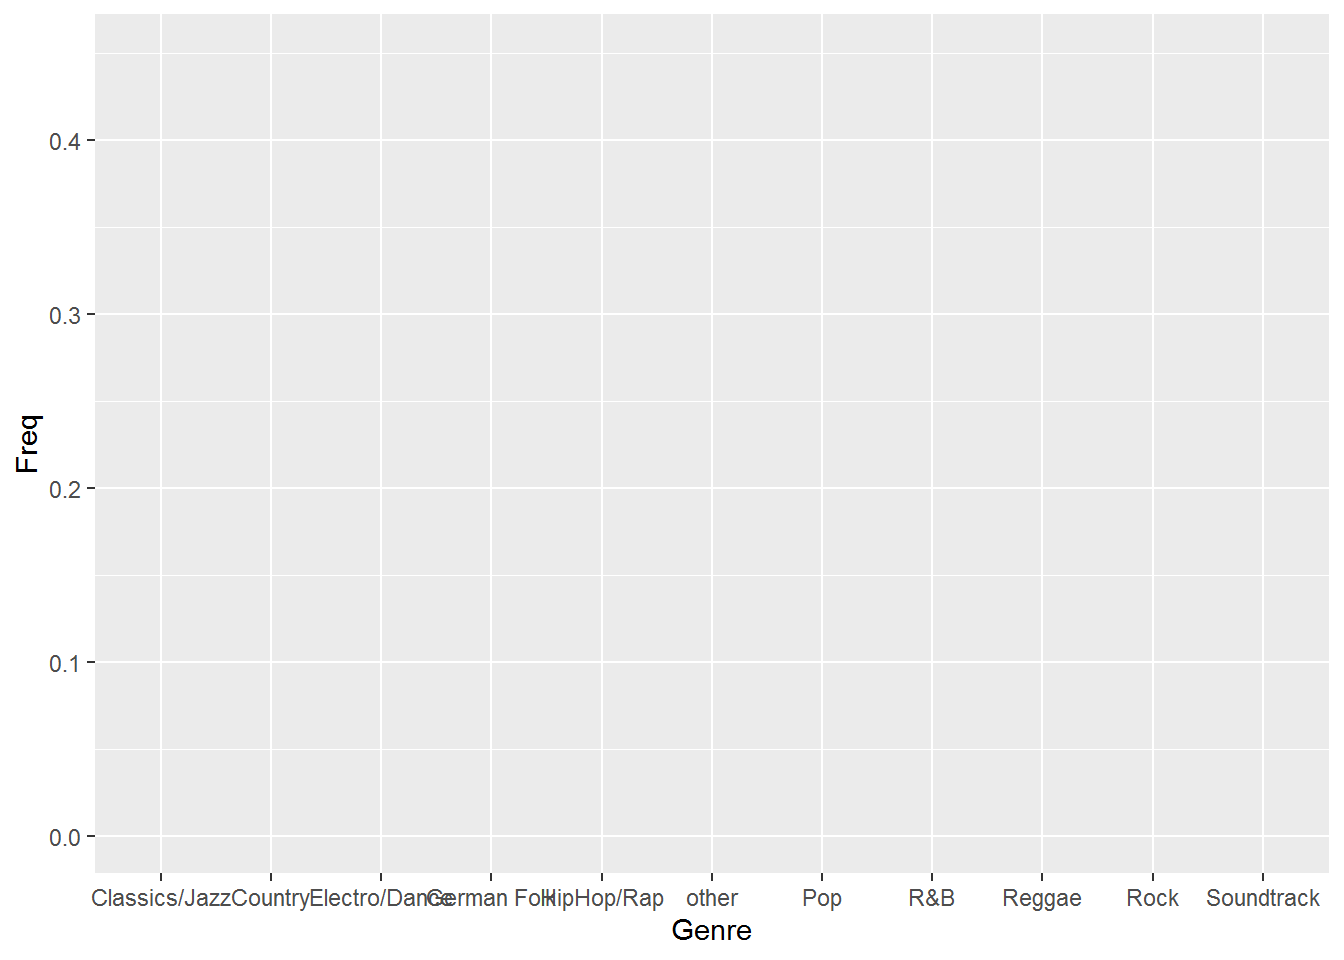 0.4
0.3
Freq
0.2
0.1
0.0
Classics/Jazz Country Electro/Dance German Folk HipHop/Rap other Pop R&B Reggae Rock Soundtrack
Genre